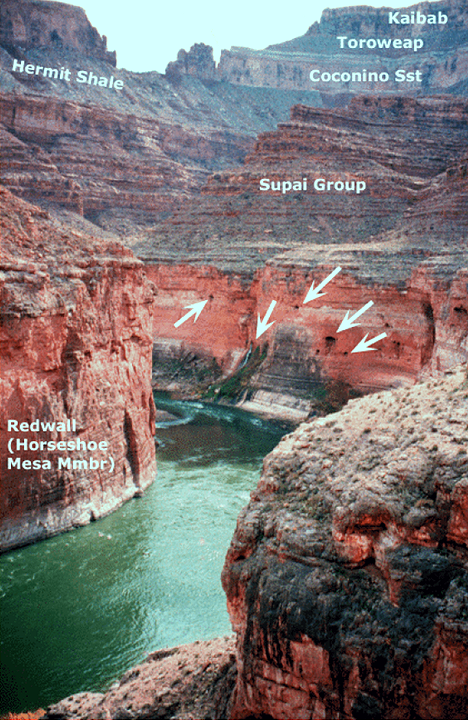 Kaibab
Toroweap
Hermit Shale
Coconino Sst
Supai Group
Redwall
(Horseshoe
Mesa Mmbr)